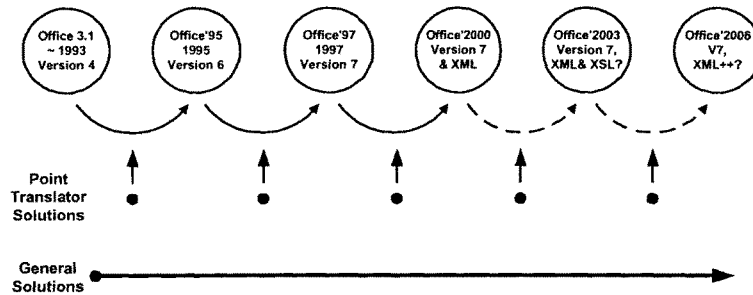 Office 3.1
~ 1993
Version 4
Office'95
1995
Version 6
Office'97
1997
Version 7
Office'2000
Version 7
& XML
Office'2003
Version 7,
XML& XSL?
Office'2006
V7,
XML++?
Point
Translator
Solutions
General
Solutions